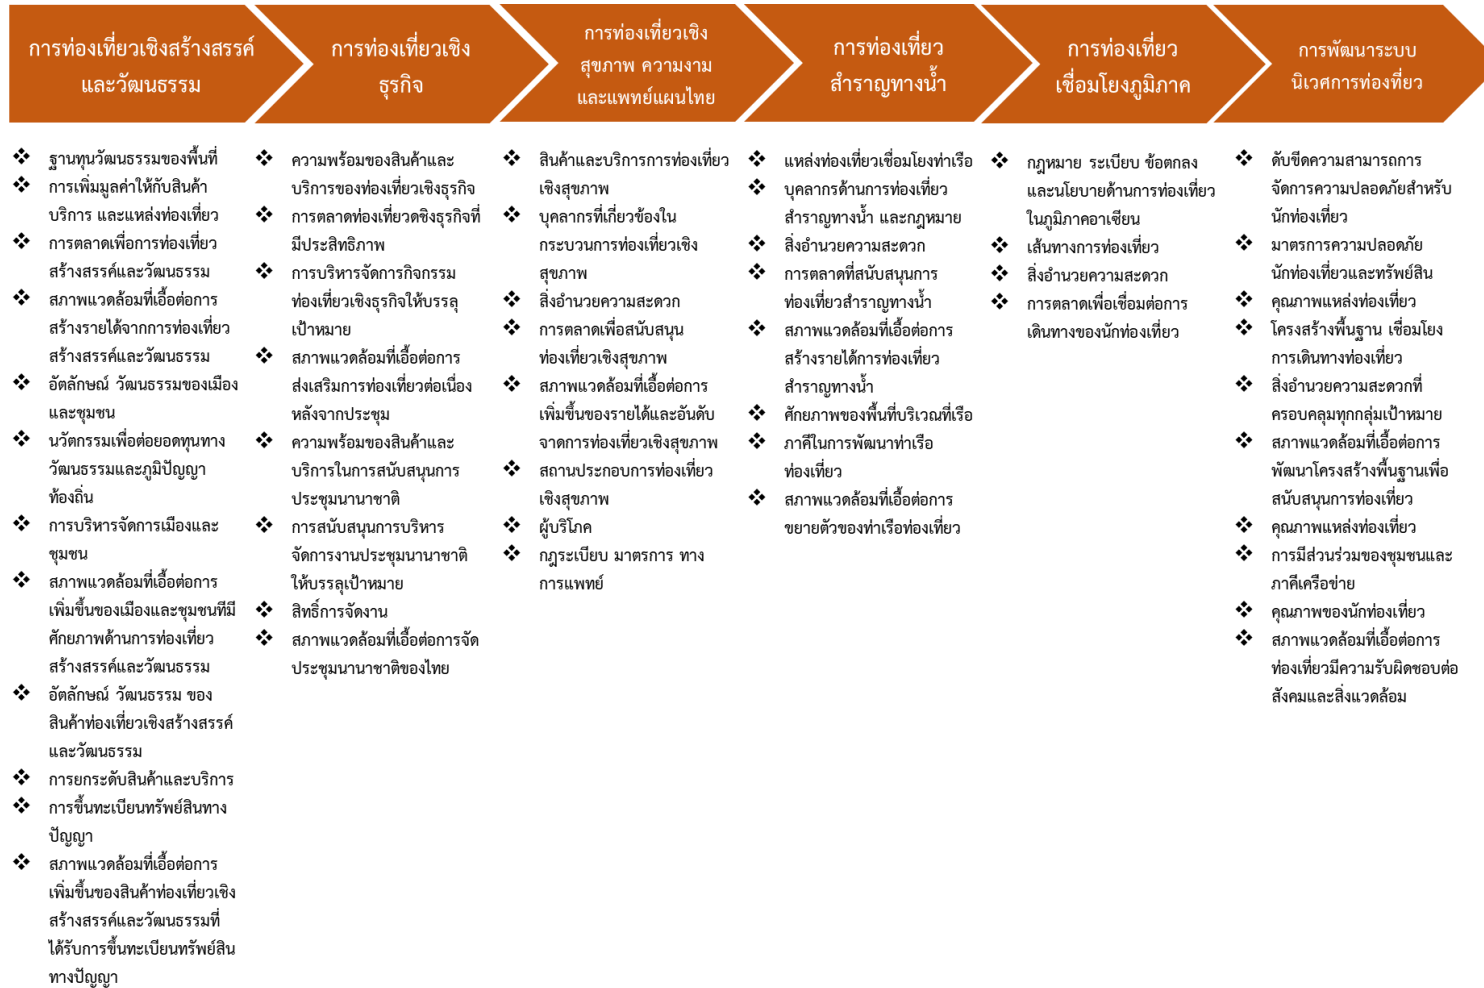 การท่องเที่ยวเชิงสร้างสรรค์
และวัฒนธรรม
การท่องเที่ยวเชิง
ธุรกิจ
การท่องเที่ยวเชิง
สุขภาพ ความงาม
และแพทย์แผนไทย
การท่องเที่ยว
สำราญทางน้ำ
การท่องเที่ยว
เชื่อมโยงภูมิภาค
การพัฒนาระบบ
นิเวศการท่องที่ยว
❖ ฐานทุนวัฒนธรรมของพื้นที่
❖ การเพิ่มมูลค่าให้กับสินค้า
บริการ และแหล่งท่องเที่ยว
❖ การตลาดเพื่อการท่องเที่ยว
สร้างสรรค์และวัฒนธรรม
❖ สภาพแวดล้อมที่เอื้อต่อการ
สร้างรายได้จากการท่องเที่ยว
สร้างสรรค์และวัฒนธรรม
❖ อัตลักษณ์ วัฒนธรรมของเมือง
และชุมชน
❖ นวัตกรรมเพื่อต่อยอดทุนทาง
วัฒนธรรมและภูมิปัญญา
ท้องถิ่น
❖ การบริหารจัดการเมืองและ
ชุมชน
❖ สภาพแวดล้อมที่เอื้อต่อการ
เพิ่มขึ้นของเมืองและชุมชนทีมี
ศักยภาพด้านการท่องเที่ยว
สร้างสรรค์และวัฒนธรรม
❖ อัตลักษณ์ วัฒนธรรม ของ
สินค้าท่องเที่ยวเชิงสร้างสรรค์
และวัฒนธรรม
❖ การยกระดับสินค้าและบริการ
❖ การขึ้นทะเบียนทรัพย์สินทาง
ปัญญา
❖ สภาพแวดล้อมที่เอื้อต่อการ
เพิ่มขึ้นของสินค้าท่องเที่ยวเชิง
สร้างสรรค์และวัฒนธรรมที่
ได้รับการขึ้นทะเบียนทรัพย์สิน
ทางปัญญา
❖ ความพร้อมของสินค้าและ
บริการของท่องเที่ยวเชิงธุรกิจ
❖ การตลาดท่องเที่ยวดชิงธุรกิจที่
มีประสิทธิภาพ
❖ การบริหารจัดการกิจกรรม
ท่องเที่ยวเชิงธุรกิจให้บรรลุ
เป้าหมาย
❖ สภาพแวดล้อมที่เอื้อต่อการ
ส่งเสริมการท่องเที่ยวต่อเนื่อง
หลังจากประชุม
❖ ความพร้อมของสินค้าและ
บริการในการสนับสนุนการ
ประชุมนานาชาติ
❖ การสนับสนุนการบริหาร
จัดการงานประชุมนานาชาติ
ให้บรรลุเป้าหมาย
❖ สิทธิ์การจัดงาน
❖ สภาพแวดล้อมที่เอื้อต่อการจัด
ประชุมนานาชาติของไทย
❖ สินค้าและบริการการท่องเที่ยว
เชิงสุขภาพ
❖ บุคลากรที่เกี่ยวข้องใน
กระบวนการท่องเที่ยวเชิง
สุขภาพ
❖ สิ่งอำนวยความสะดวก
❖ การตลาดเพื่อสนับสนุน
ท่องเที่ยวเชิงสุขภาพ
❖ สภาพแวดล้อมที่เอื้อต่อการ
เพิ่มขึ้นของรายได้และอันดับ
จาดการท่องเที่ยวเชิงสุขภาพ
❖ สถานประกอบการท่องเที่ยว
เชิงสุขภาพ
❖ ผู้บริโภค
❖ กฎระเบียบ มาตรการ ทาง
การแพทย์
❖ แหล่งท่องเที่ยวเชื่อมโยงท่าเรือ
❖ บุคลากรด้านการท่องเที่ยว
สำราญทางน้ำ และกฎหมาย
❖ สิ่งอำนวยความสะดวก
❖ การตลาดที่สนับสนุนการ
ท่องเที่ยวสำราญทางน้ำ
❖ สภาพแวดล้อมที่เอื้อต่อการ
สร้างรายได้การท่องเที่ยว
สำราญทางน้ำ
❖ ศักยภาพของพื้นที่บริเวณที่เรือ
❖ ภาคีในการพัฒนาท่าเรือ
ท่องเที่ยว
❖ สภาพแวดล้อมที่เอื้อต่อการ
ขยายตัวของท่าเรือท่องเที่ยว
❖ กฎหมาย ระเบียบ ข้อตกลง
และนโยบายด้านการท่องเที่ยว
ในภูมิภาคอาเซียน
❖ เส้นทางการท่องเที่ยว
❖ สิ่งอำนวยความสะดวก
❖ การตลาดเพื่อเชื่อมต่อการ
เดินทางของนักท่องเที่ยว
❖ ดับขีดความสามารถการ
จัดการความปลอดภัยสำหรับ
นักท่องเที่ยว
❖ มาตรการความปลอดภัย
นักท่องเที่ยวและทรัพย์สิน
❖ คุณภาพแหล่งท่องเที่ยว
❖ โครงสร้างพื้นฐาน เชื่อมโยง
การเดินทางท่องเที่ยว
❖ สิ่งอำนวยความสะดวกที่
ครอบคลุมทุกกลุ่มเป้าหมาย
❖ สภาพแวดล้อมที่เอื้อต่อการ
พัฒนาโครงสร้างพื้นฐานเพื่อ
สนับสนุนการท่องเที่ยว
❖ คุณภาพแหล่งท่องเที่ยว
❖ การมีส่วนร่วมของชุมชนและ
ภาคีเครือข่าย
❖ คุณภาพของนักท่องเที่ยว
❖ สภาพแวดล้อมที่เอื้อต่อการ
ท่องเที่ยวมีความรับผิดชอบต่อ
สังคมและสิ่งแวดล้อม